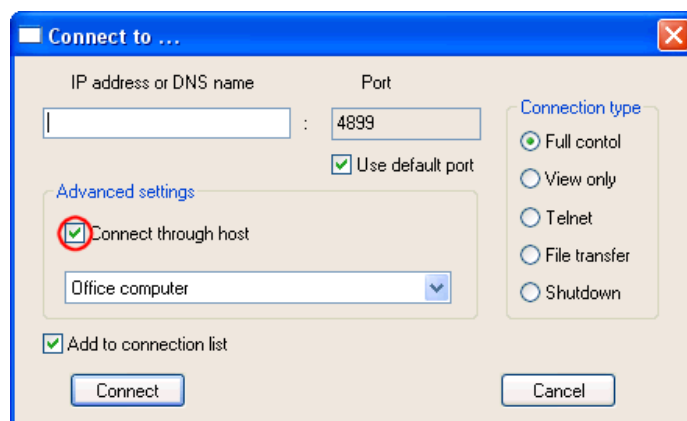 Connect to ...
IP address or DNS name
Port
:
4899
Use default port
Advanced settings
Connect through host
Office computer
Add to connection list
Connection type
Full contol
View only
Telnet
File transfer
Shutdown
Connect
Cancel